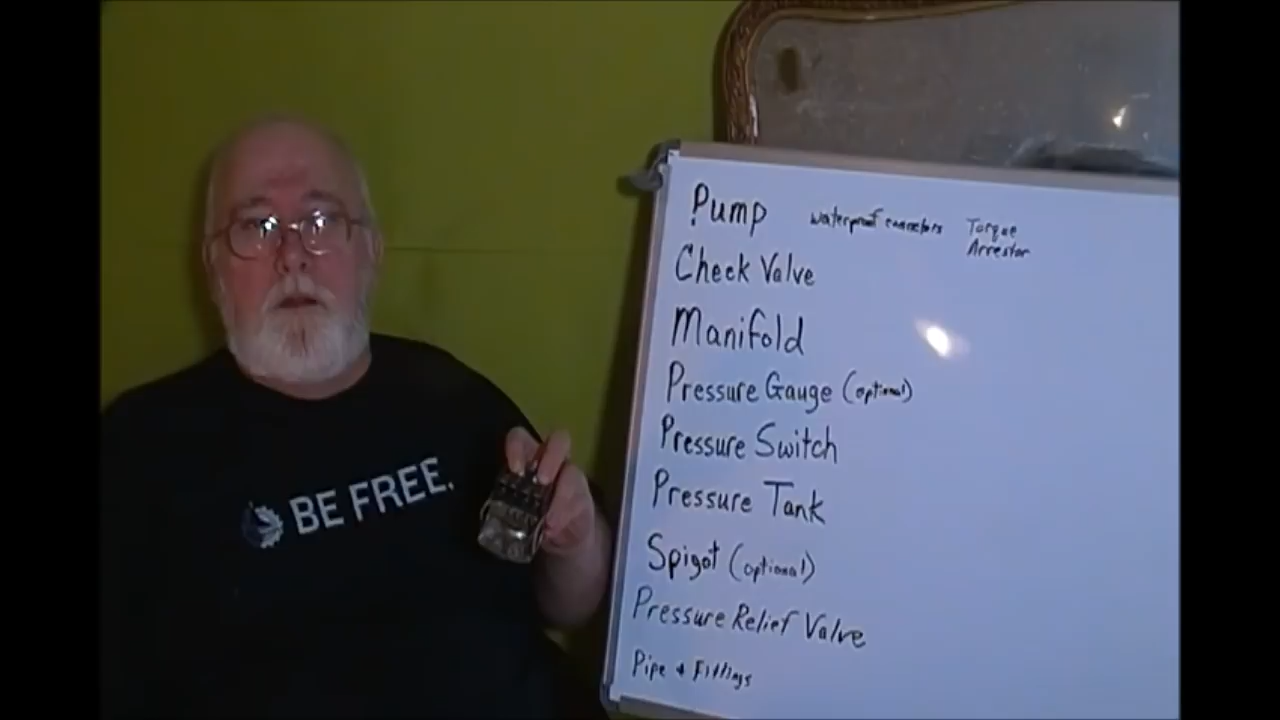 BE FREE.
Pump waterproof connectors Torque
Arrestor
Check Valve
Manifold
Pressure Gauge (optional)
Pressure Switch
Pressure Tank
Spigot (optional)
Pressure Relief Valve
Pipe & Fittings